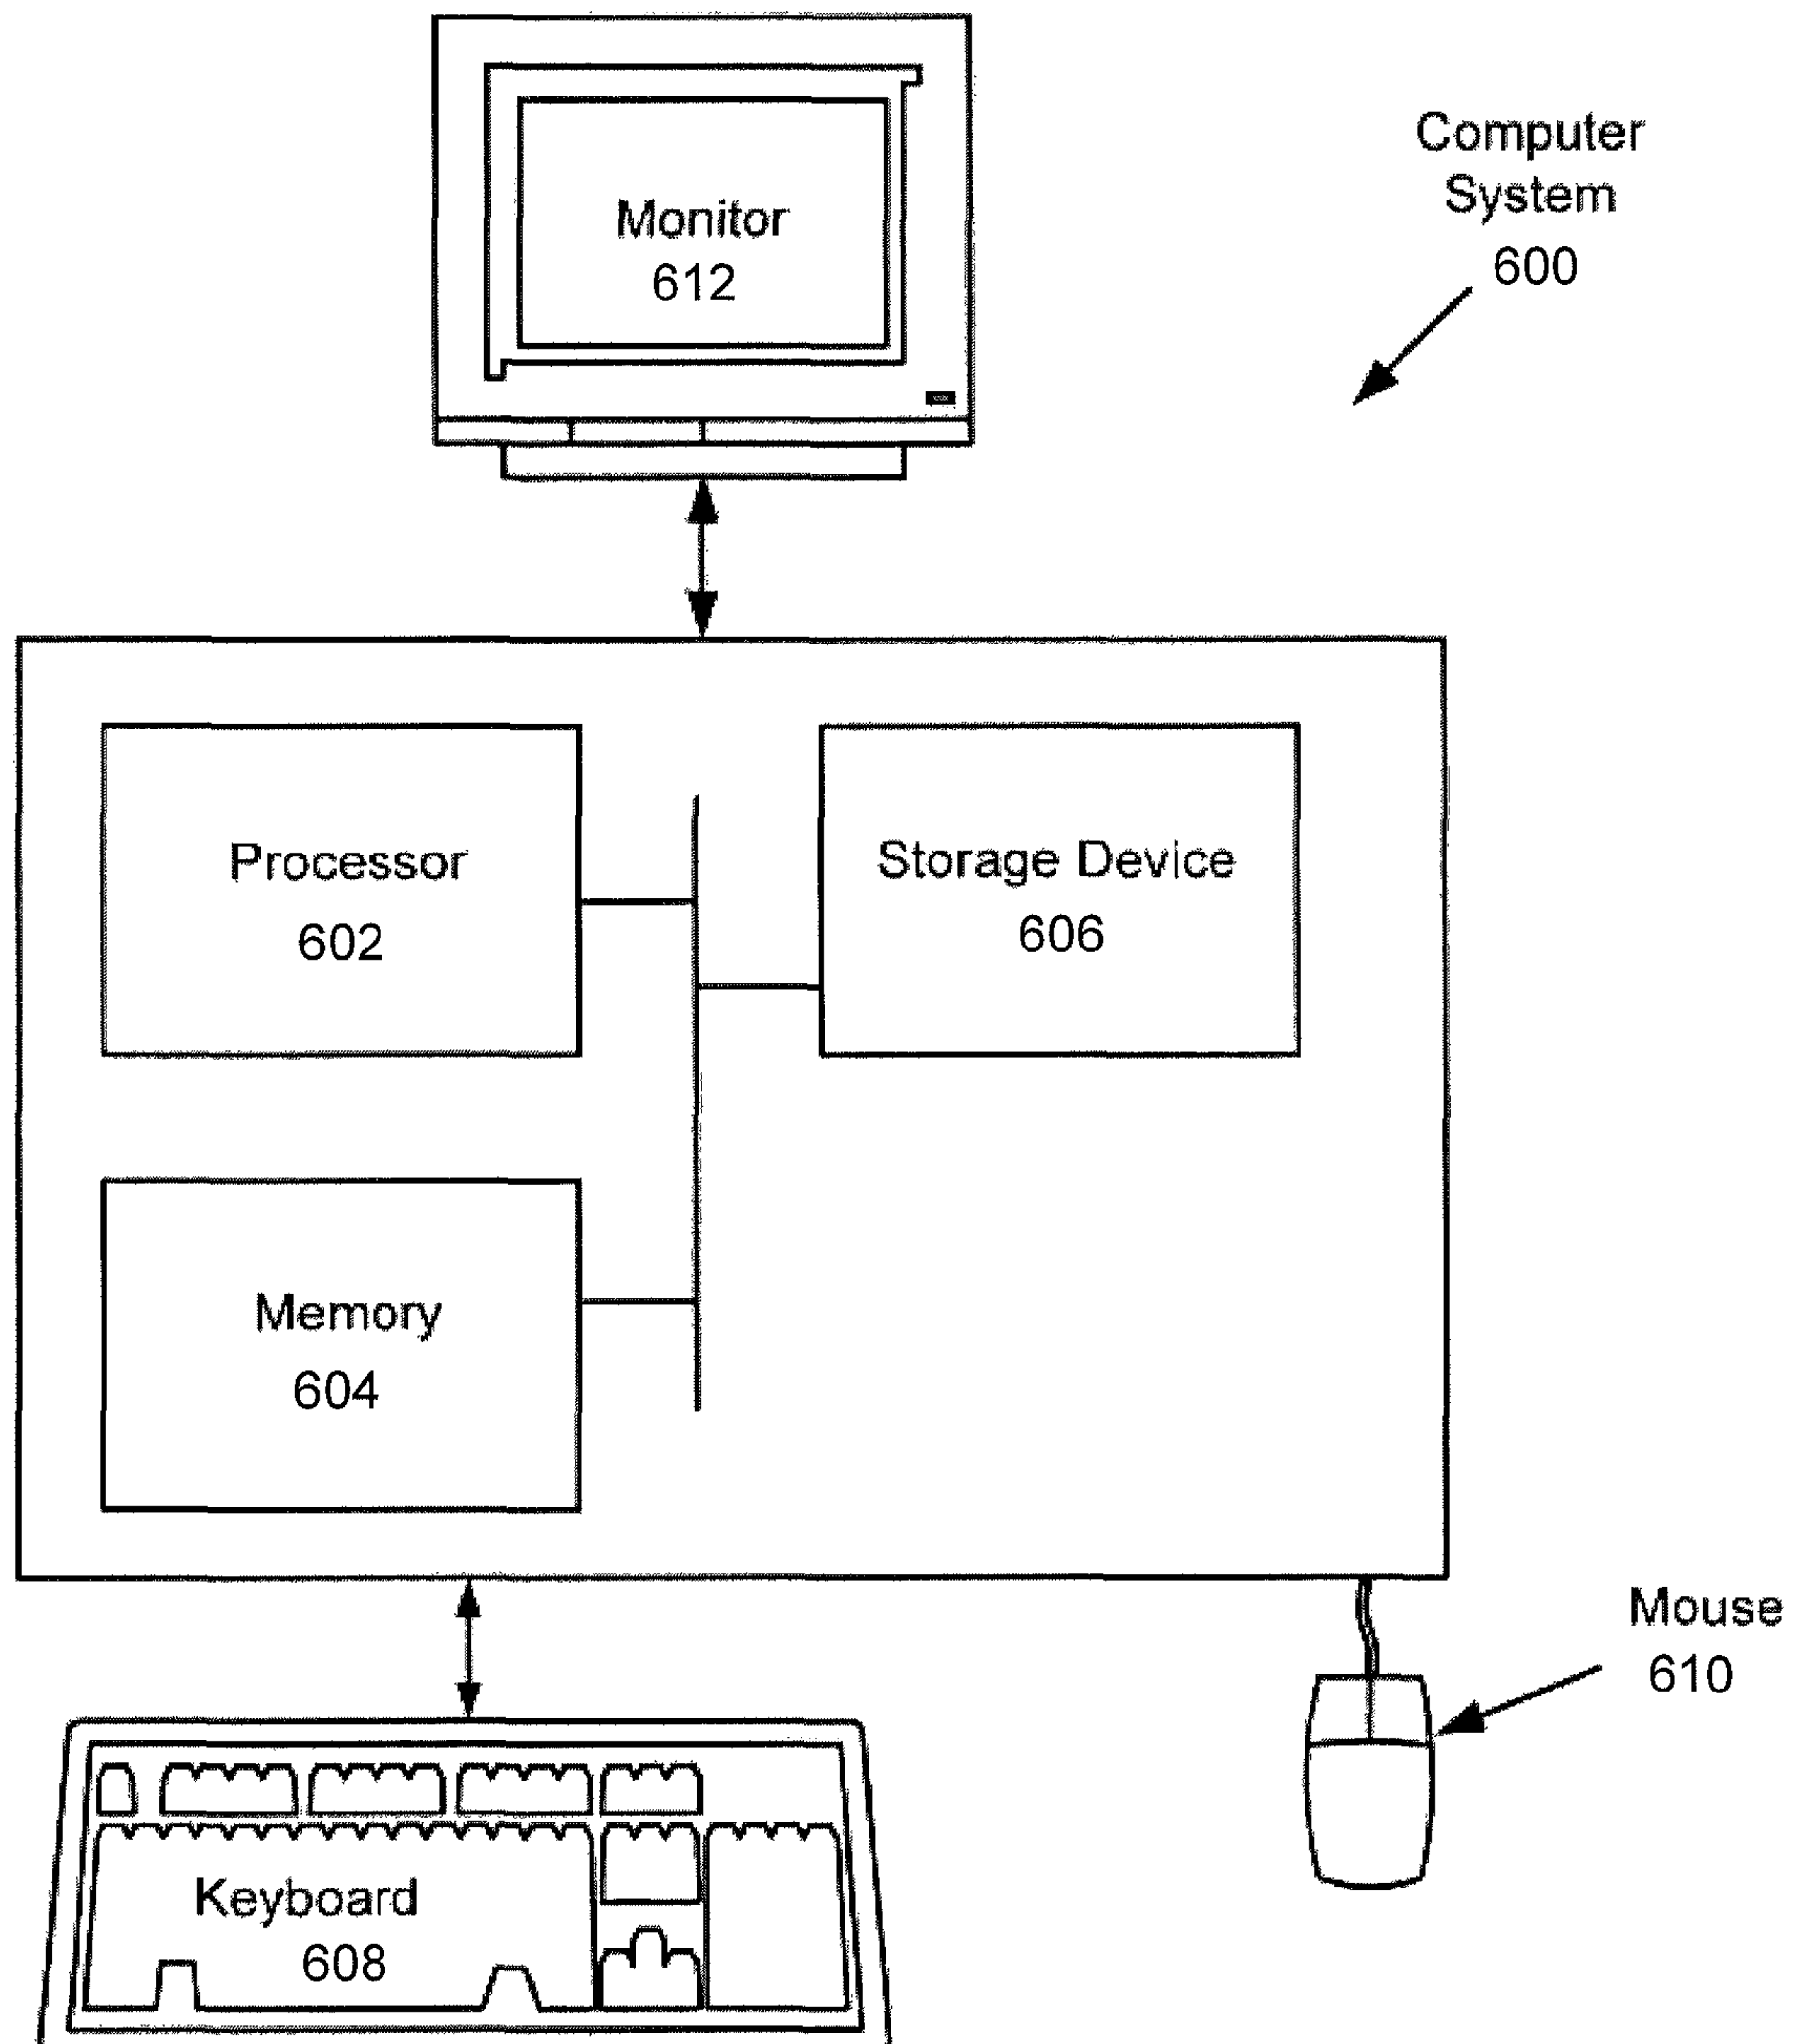 Monitor
612
Computer
System
600
Processor
602
Storage Device
606
Memory
604
Mouse
610
Keyboard
608